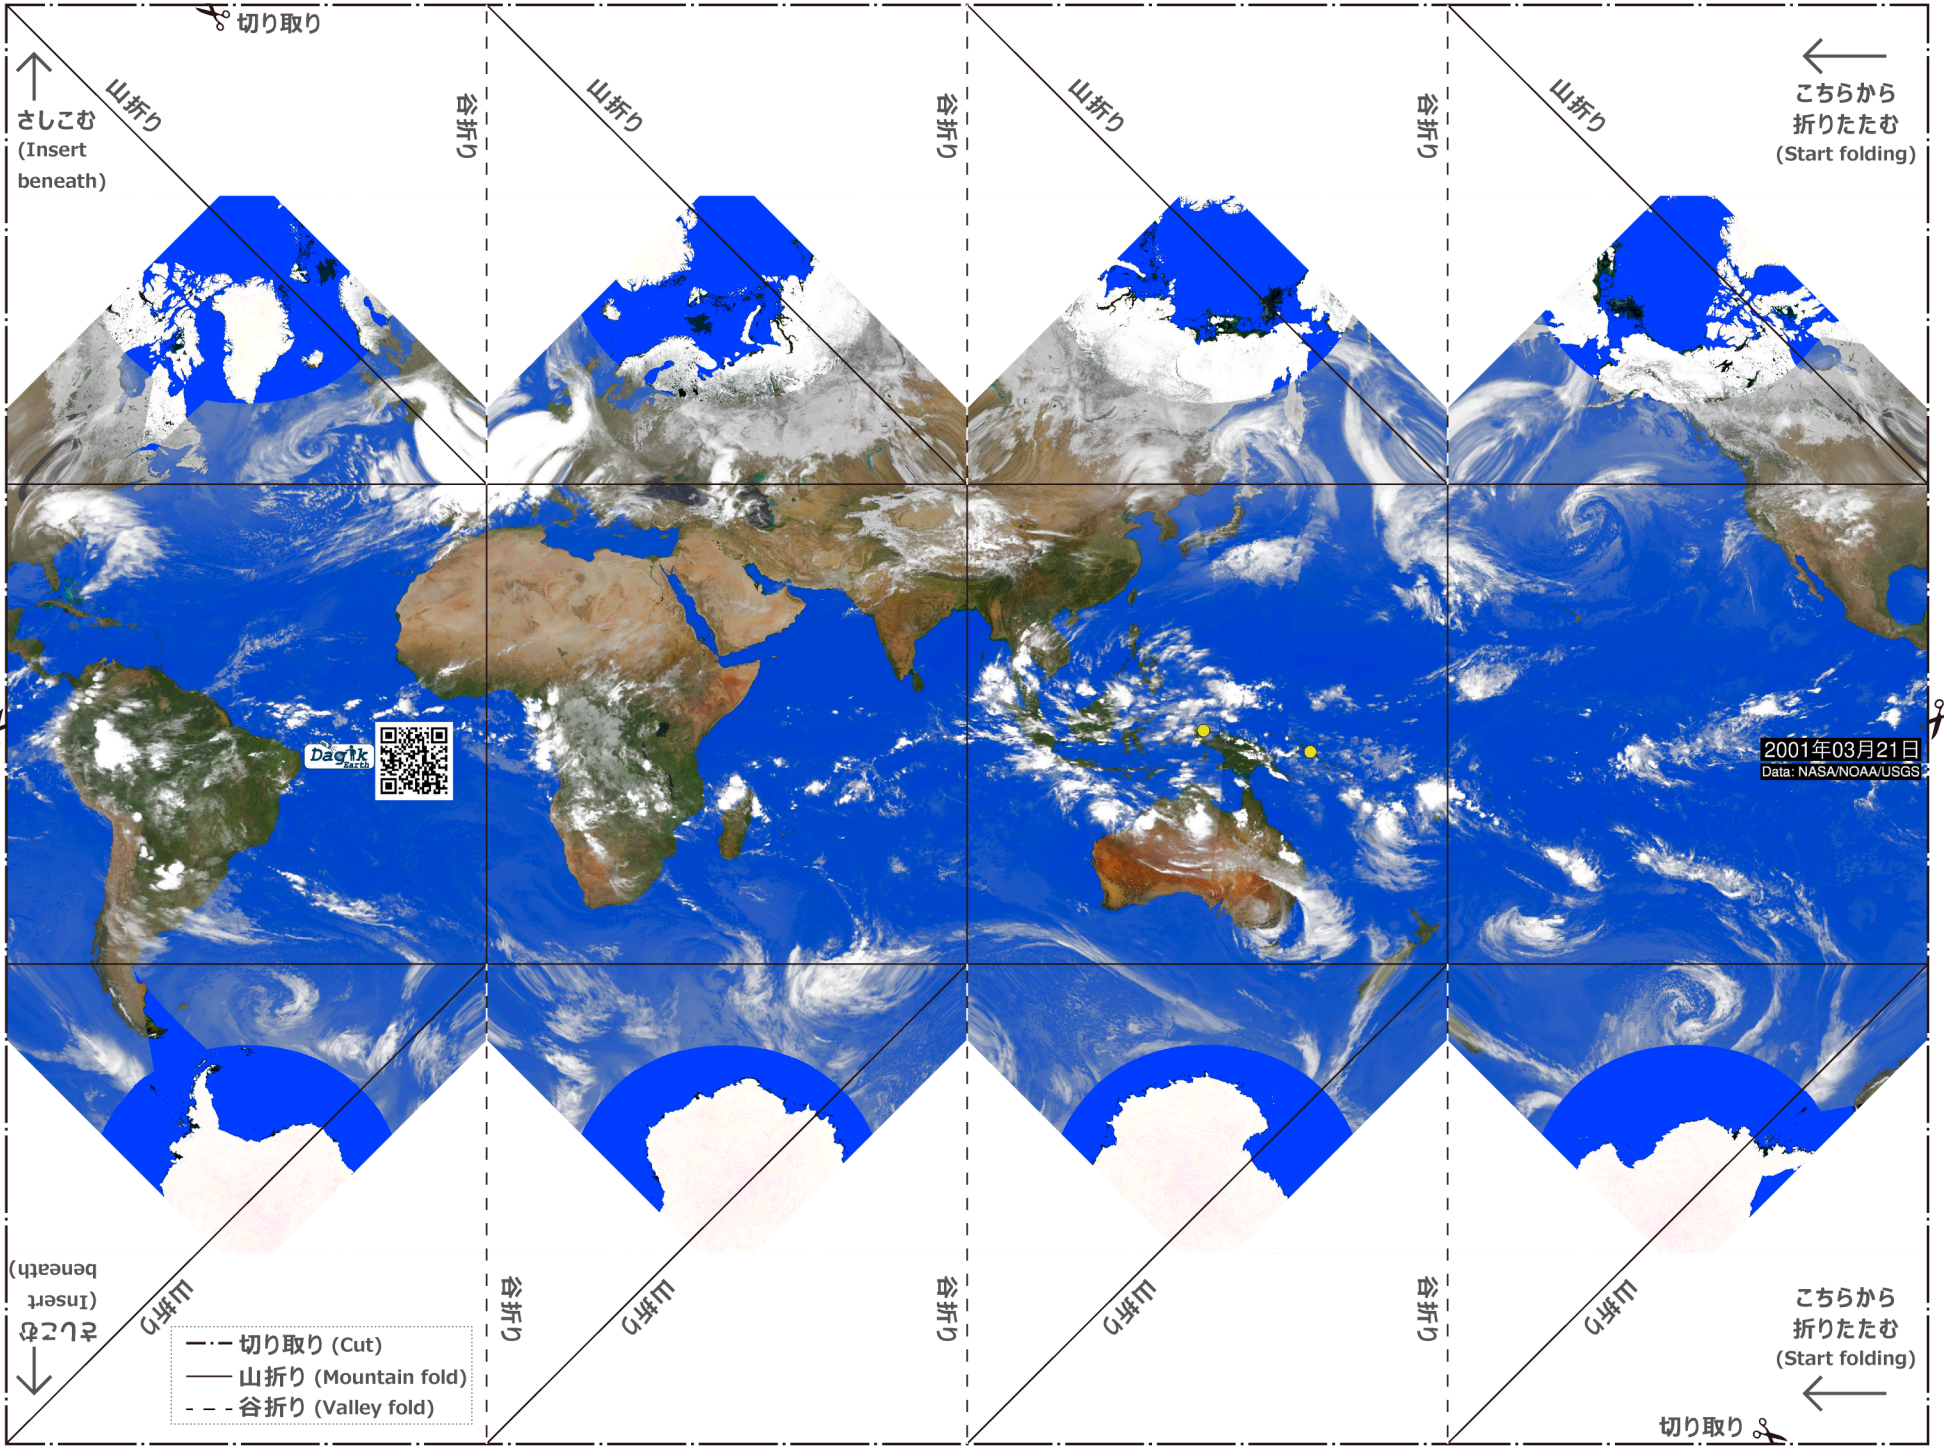 切り取り
山折り
谷折り
山折り
谷折り
山折り
谷折り
山折り
さしこむ
(Insert
beneath)
こちらから
折りたたむ
(Start folding)
Dagik
Earth
2001年03月21日
Data: NASA/NOAA/USGS
さしこむ
(Insert
beneath)
山折り
谷折り
山折り
谷折り
山折り
谷折り
山折り
こちらから
折りたたむ
(Start folding)
切り取り (Cut)
山折り (Mountain fold)
谷折り (Valley fold)
切り取り